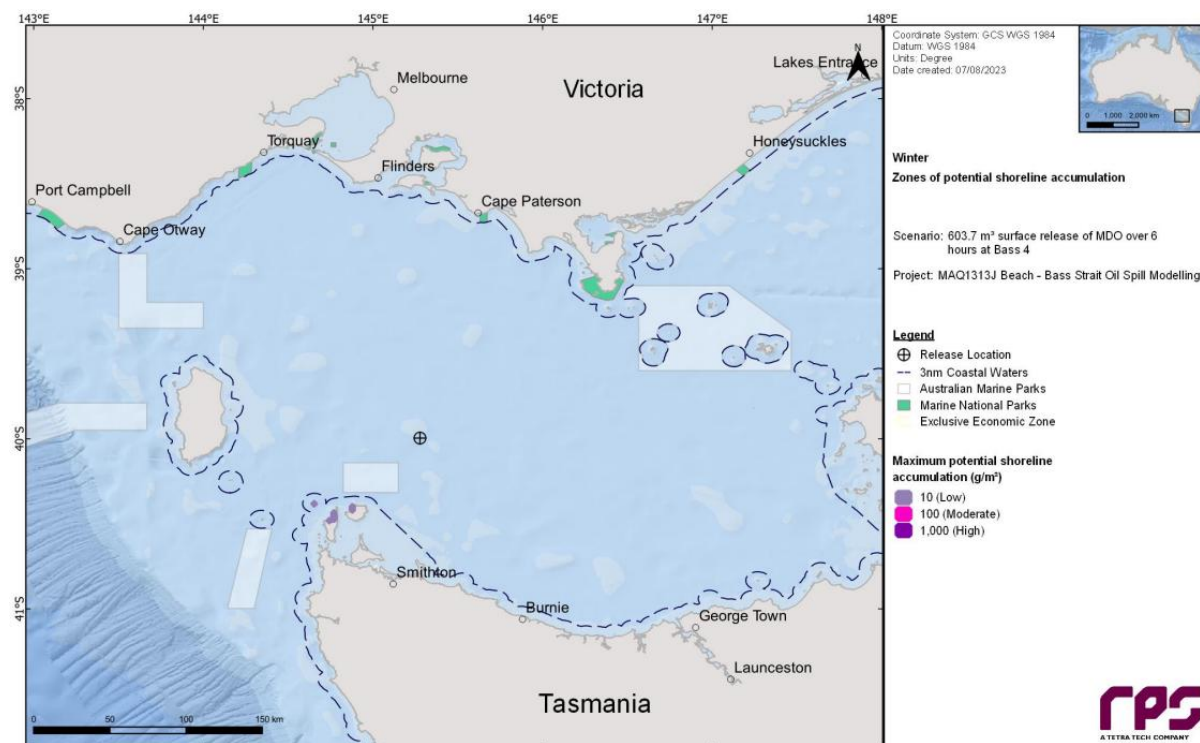 143°E 144°E 145°E 146°E 147°E 148°E
38°S
39°S
40°S
41°S
Melbourne
Victoria
Lakes Entrance
N
Torquay
Honeysuckles
Flinders
Port Campbell
Cape Paterson
Cape Otway
Smithton
Burnie
George Town
Launceston
Tasmania
0 50 100 150 km
Coordinate System: GCS WGS 1984
Datum: WGS 1984
Units: Degree
Date created: 07/08/2023
0 1,000 2,000 km
Winter
Zones of potential shoreline accumulation
Scenario: 603.7 m³ surface release of MDO over 6
hours at Bass 4
Project: MAQ1313J Beach - Bass Strait Oil Spill Modelling
Legend
Release Location
3nm Coastal Waters
Australian Marine Parks
Marine National Parks
Exclusive Economic Zone
Maximum potential shoreline
accumulation (g/m²)
10 (Low)
100 (Moderate)
1,000 (High)
rps
A TETRA TECH COMPANY